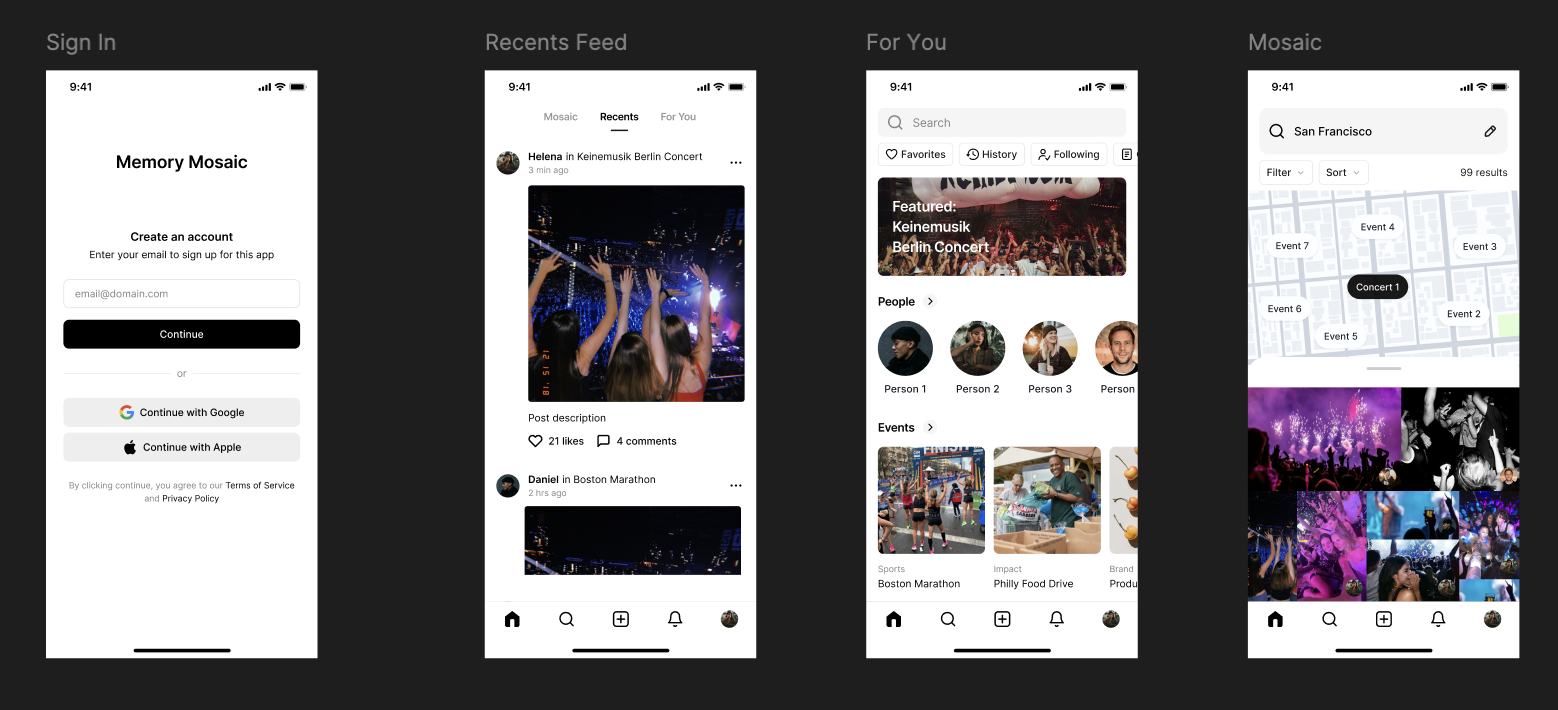 Sign In
9:41
Memory Mosaic
Create an account
Enter your email to sign up for this app
email@domain.com
Continue
or
Continue with Google
Continue with Apple
By clicking continue, you agree to our Terms of Service
and Privacy Policy
Recents Feed
9:41
Mosaic Recents For You
Helena in Keinemusik Berlin Concert
3 min ago
Post description
21 likes 4 comments
Daniel in Boston Marathon
2 hrs ago
For You
9:41
Search
Favorites History Following
Featured:
Keinemusik
Berlin Concert
People
Person 1 Person 2 Person 3 Person
Events
FINISH
Sports Impact Brand
Boston Marathon Philly Food Drive Produ
Mosaic
9:41
San Francisco
Filter Sort 99 results
Event 4
Event 7 Event 3
Concert 1
Event 6 Event 2
Event 5